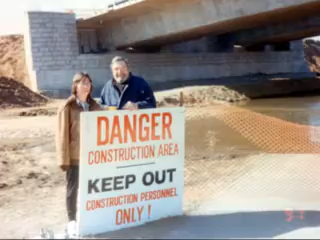 DANGER
CONSTRUCTION AREA
KEEP OUT
CONSTRUCTION PERSONNEL
ONLY !